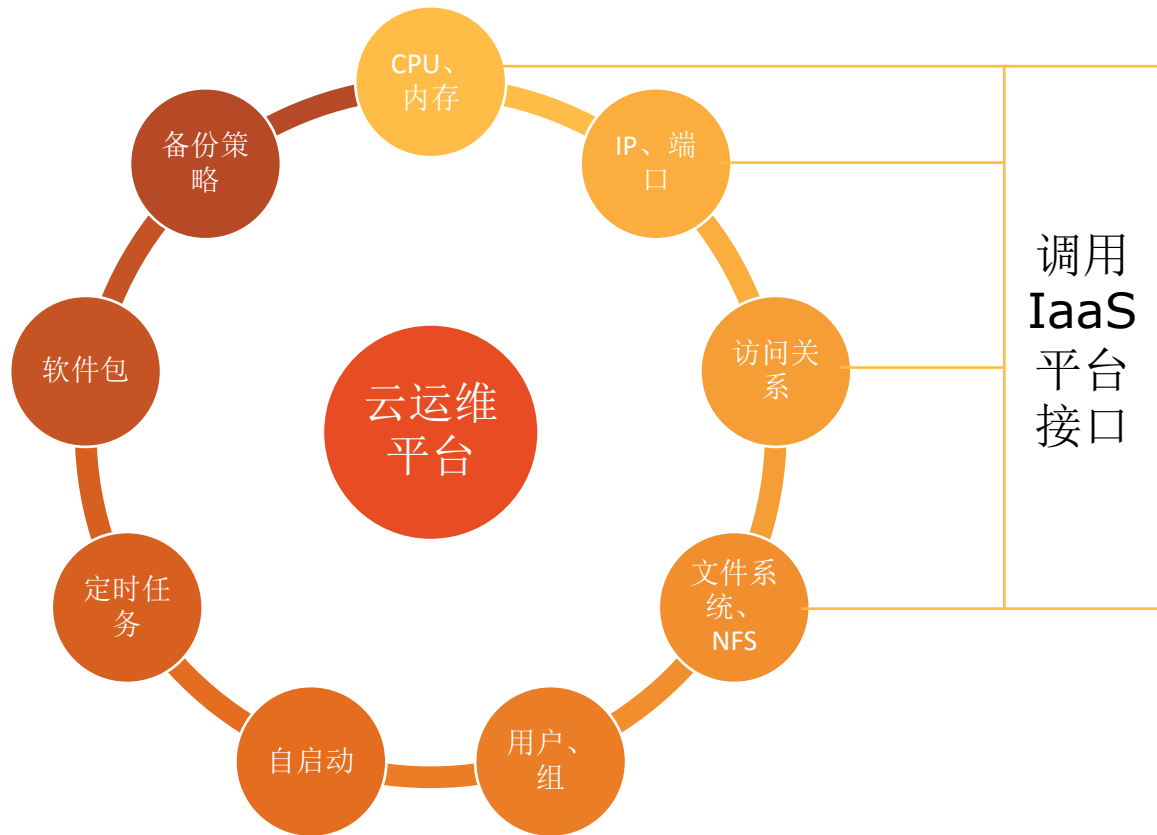 CPU、
内存
IP、端
口
访问关
系
文件系
统、
NFS
用户、
组
自启动
定时任
务
软件包
备份策
略
云运维
平台
调用
IaaS
平台
接口